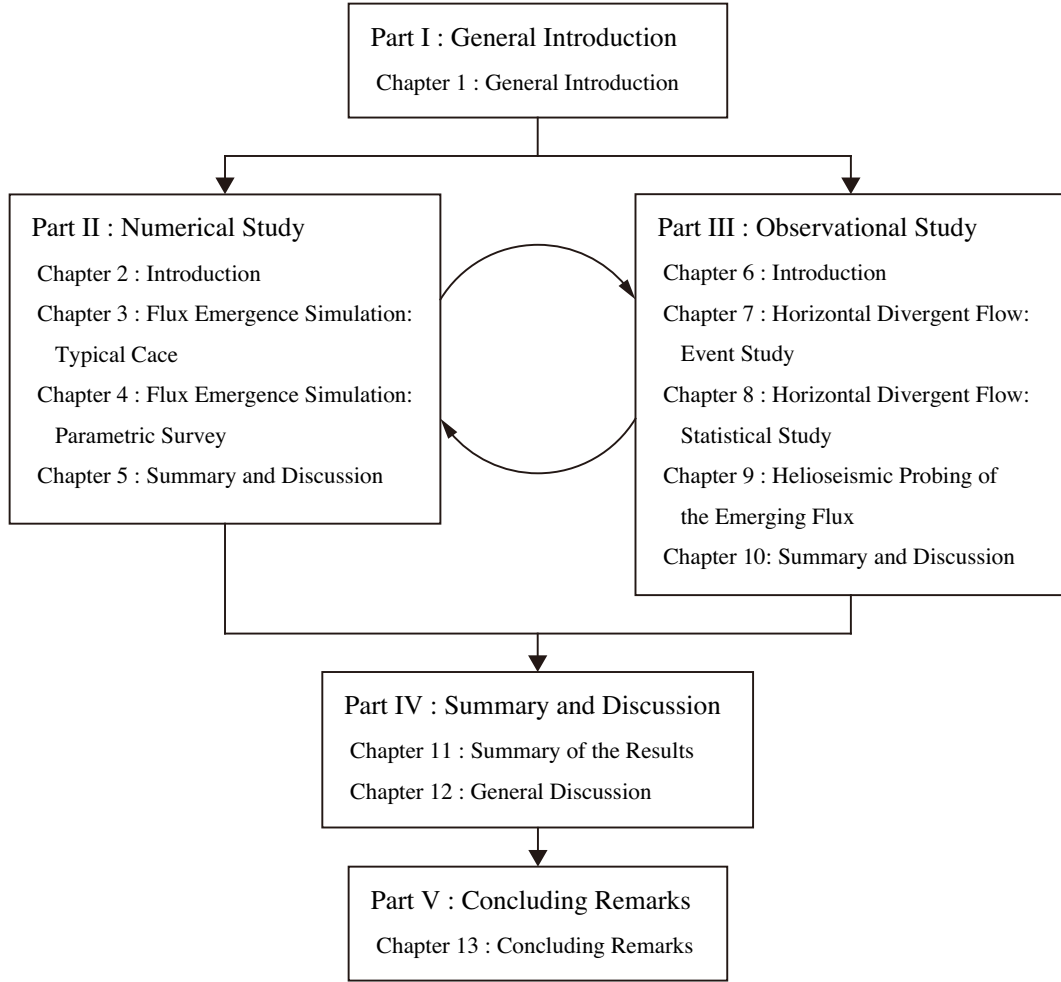 Part I : General Introduction
Chapter 1 : General Introduction
Part II : Numerical Study
Chapter 2 : Introduction
Chapter 3 : Flux Emergence Simulation:
Typical Cace
Chapter 4 : Flux Emergence Simulation:
Parametric Survey
Chapter 5 : Summary and Discussion
Part III : Observational Study
Chapter 6 : Introduction
Chapter 7 : Horizontal Divergent Flow:
Event Study
Chapter 8 : Horizontal Divergent Flow:
Statistical Study
Chapter 9 : Helioseismic Probing of
the Emerging Flux
Chapter 10: Summary and Discussion
Part IV : Summary and Discussion
Chapter 11 : Summary of the Results
Chapter 12 : General Discussion
Part V : Concluding Remarks
Chapter 13 : Concluding Remarks